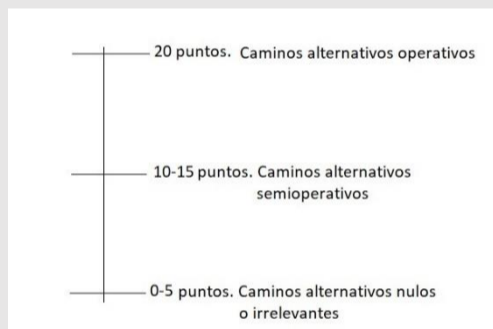 20 puntos. Caminos alternativos operativos
10-15 puntos. Caminos alternativos
semioperativos
0-5 puntos. Caminos alternativos nulos
o irrelevantes